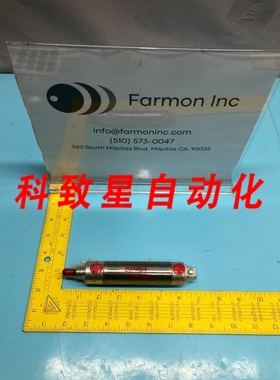 Farmon Inc
info@farmoninc.com
(510) 573-0047
562 South Milpitas Blvd, Milpitas CA, 95035
科致星自动化